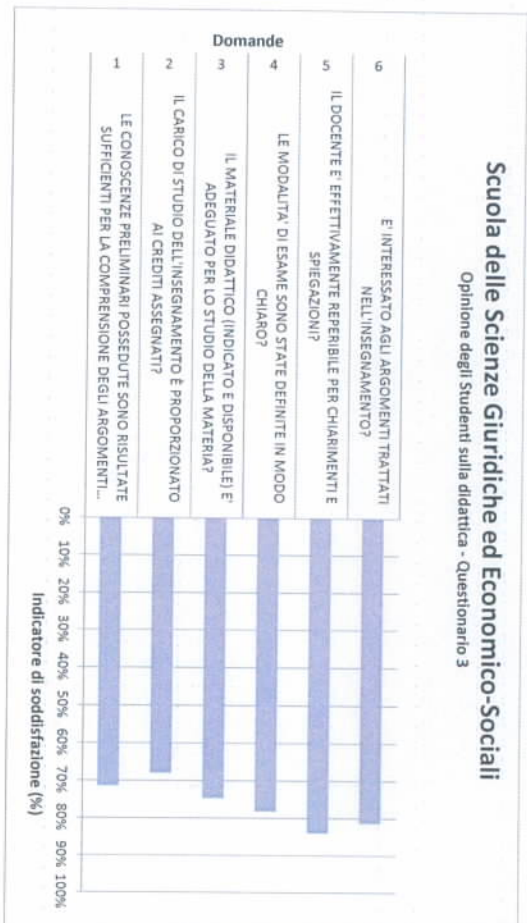 Scuola delle Scienze Giuridiche ed Economico-Sociali
Opinione degli Studenti sulla didattica - Questionario 3
Domande
6
E' INTERESSATO AGLI ARGOMENTI TRATTATI
NELL'INSEGNAMENTO?
5
IL DOCENTE E' EFFETTIVAMENTE REPERIBILE PER CHIARIMENTI E
SPIEGAZIONI?
4
LE MODALITA' DI ESAME SONO STATE DEFINITE IN MODO
CHIARO?
3
IL MATERIALE DIDATTICO (INDICATO E DISPONIBILE) E'
ADEGUATO PER LO STUDIO DELLA MATERIA?
2
IL CARICO DI STUDIO DELL'INSEGNAMENTO È PROPORZIONATO
AI CREDITI ASSEGNATI?
1
LE CONOSCENZE PRELIMINARI POSSEDUTE SONO RISULTATE
SUFFICIENTI PER LA COMPRENSIONE DEGLI ARGOMENTI...
0% 10% 20% 30% 40% 50% 60% 70% 80% 90% 100%
Indicatore di soddisfazione (%)